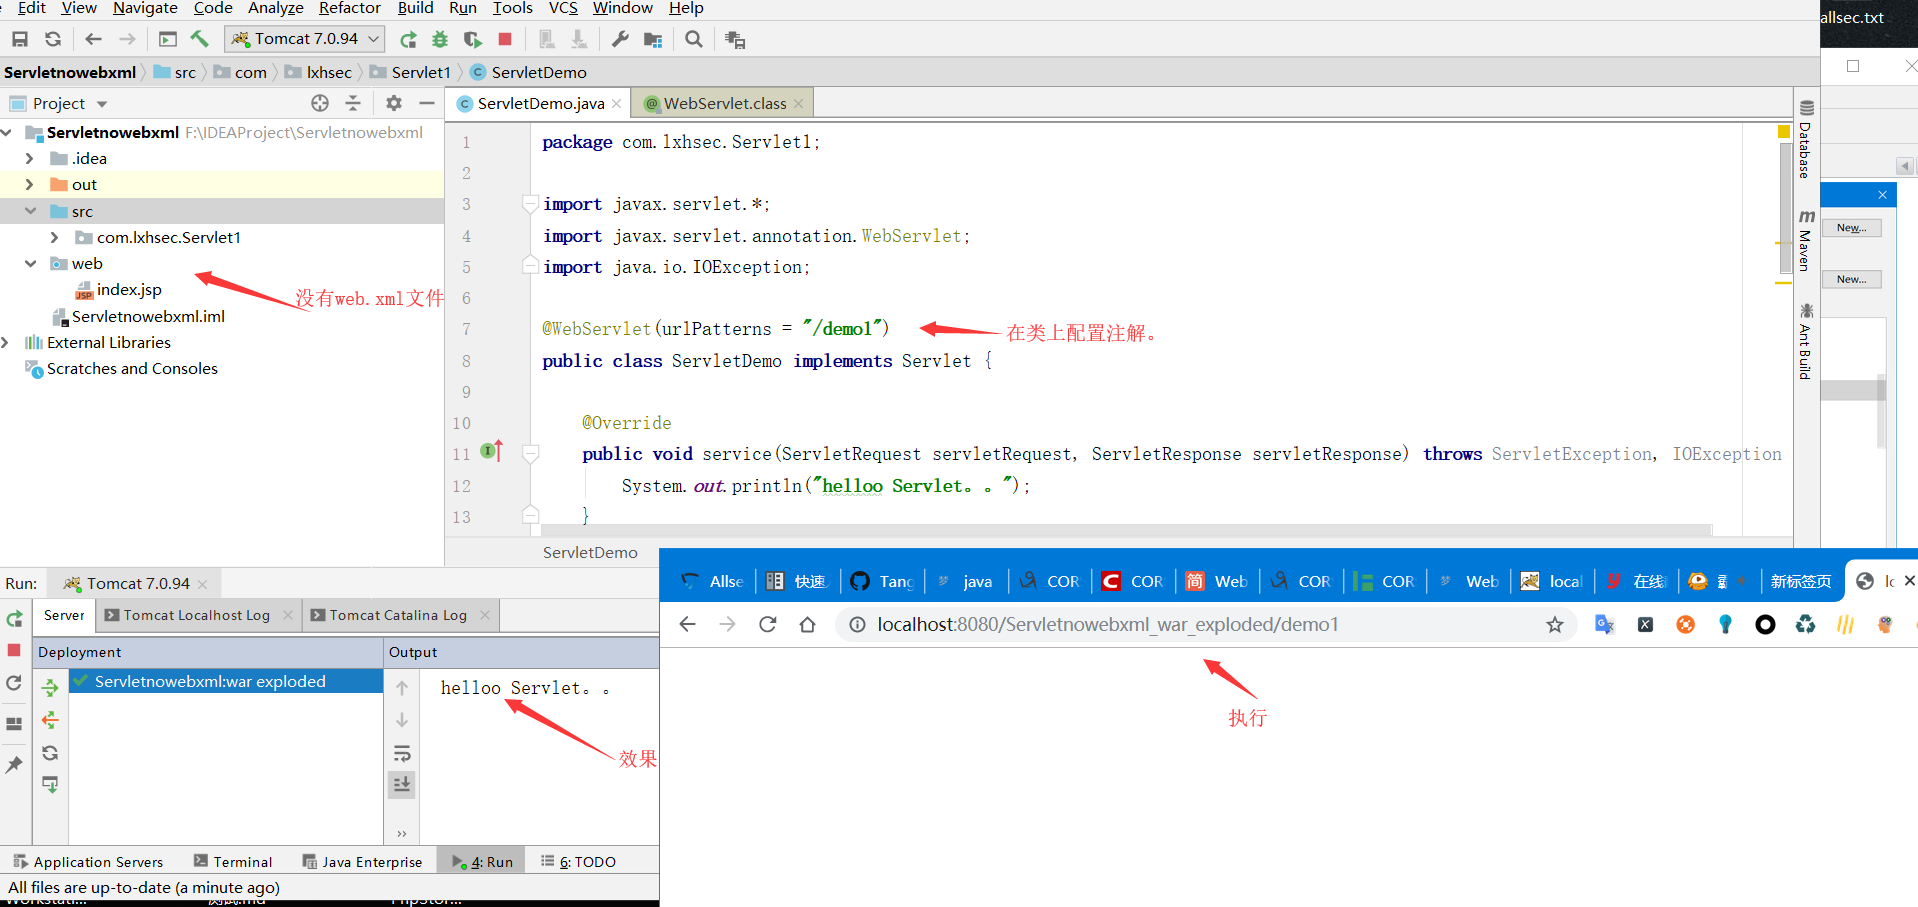 Edit View Navigate Code Analyze Refactor Build Run Tools VCS Window Help
allsec.txt
Tomcat 7.0.94
Servletnowebxml src com lxhsec Servlet1 ServletDemo
Project
ServletDemo.java WebServlet.class
Servletnowebxml F:\IDEAProject\Servletnowebxml
.idea
out
src
com.lxhsec.Servlet1
web
index.jsp
Servletnowebxml.iml
External Libraries
Scratches and Consoles
没有web.xml文件
1 package com.lxhsec.Servlet1;
2
3 import javax.servlet.*;
4 import javax.servlet.annotation.WebServlet;
5 import java.io.IOException;
6
7 @WebServlet(urlPatterns = "/demo1")
在类上配置注解。
8 public class ServletDemo implements Servlet {
9
10 @Override
11 public void service(ServletRequest servletRequest, ServletResponse servletResponse) throws ServletException, IOException
12 System.out.println("helloo Servlet。。");
13 }
ServletDemo
Database
Maven
Ant Build
New...
New...
Run: Tomcat 7.0.94
Server Tomcat Localhost Log Tomcat Catalina Log
Deployment Output
Servletnowebxml:war exploded
helloo Servlet。。
效果
Allse 快速 Tang java COR COR Web COR COR Web local 在线 新标签页 lo
localhost:8080/Servletnowebxml_war_exploded/demo1
执行
Application Servers Terminal Java Enterprise 4: Run 6: TODO
All files are up-to-date (a minute ago)